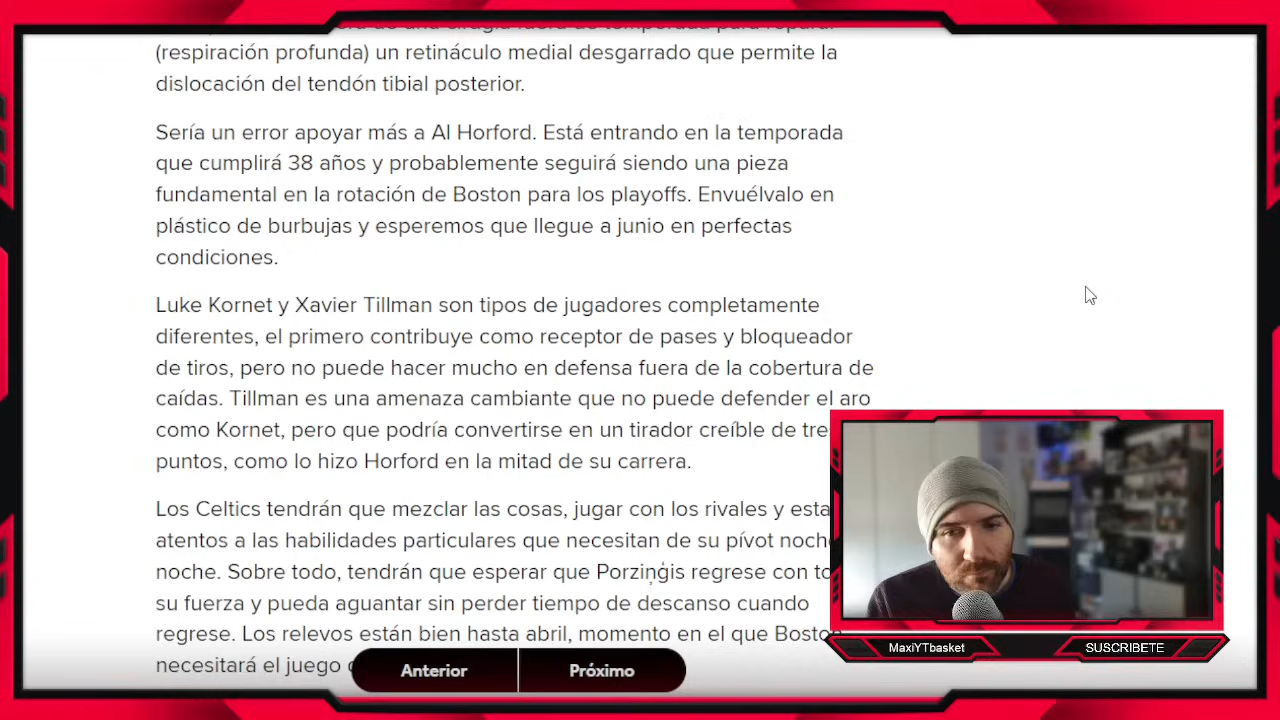 (respiración profunda) un retináculo medial desgarrado que permite la
dislocación del tendón tibial posterior.
Sería un error apoyar más a Al Horford. Está entrando en la temporada
que cumplirá 38 años y probablemente seguirá siendo una pieza
fundamental en la rotación de Boston para los playoffs. Envuélvalo en
plástico de burbujas y esperemos que llegue a junio en perfectas
condiciones.
Luke Kornet y Xavier Tillman son tipos de jugadores completamente
diferentes, el primero contribuye como receptor de pases y bloqueador
de tiros, pero no puede hacer mucho en defensa fuera de la cobertura de
caídas. Tillman es una amenaza cambiante que no puede defender el aro
como Kornet, pero que podría convertirse en un tirador creíble de
puntos, como lo hizo Horford en la mitad de su carrera.
Los Celtics tendrán que mezclar las cosas, jugar con los rivales y
atentos a las habilidades particulares que necesitan de su pívot
noche. Sobre todo, tendrán que esperar que Porziņģis regrese con
su fuerza y pueda aguantar sin perder tiempo de descanso cuando
regrese. Los relevos están bien hasta abril, momento en el que Boston
necesitará el juego
Anterior
Próximo
MaxiYTbasket
SUSCRIBETE